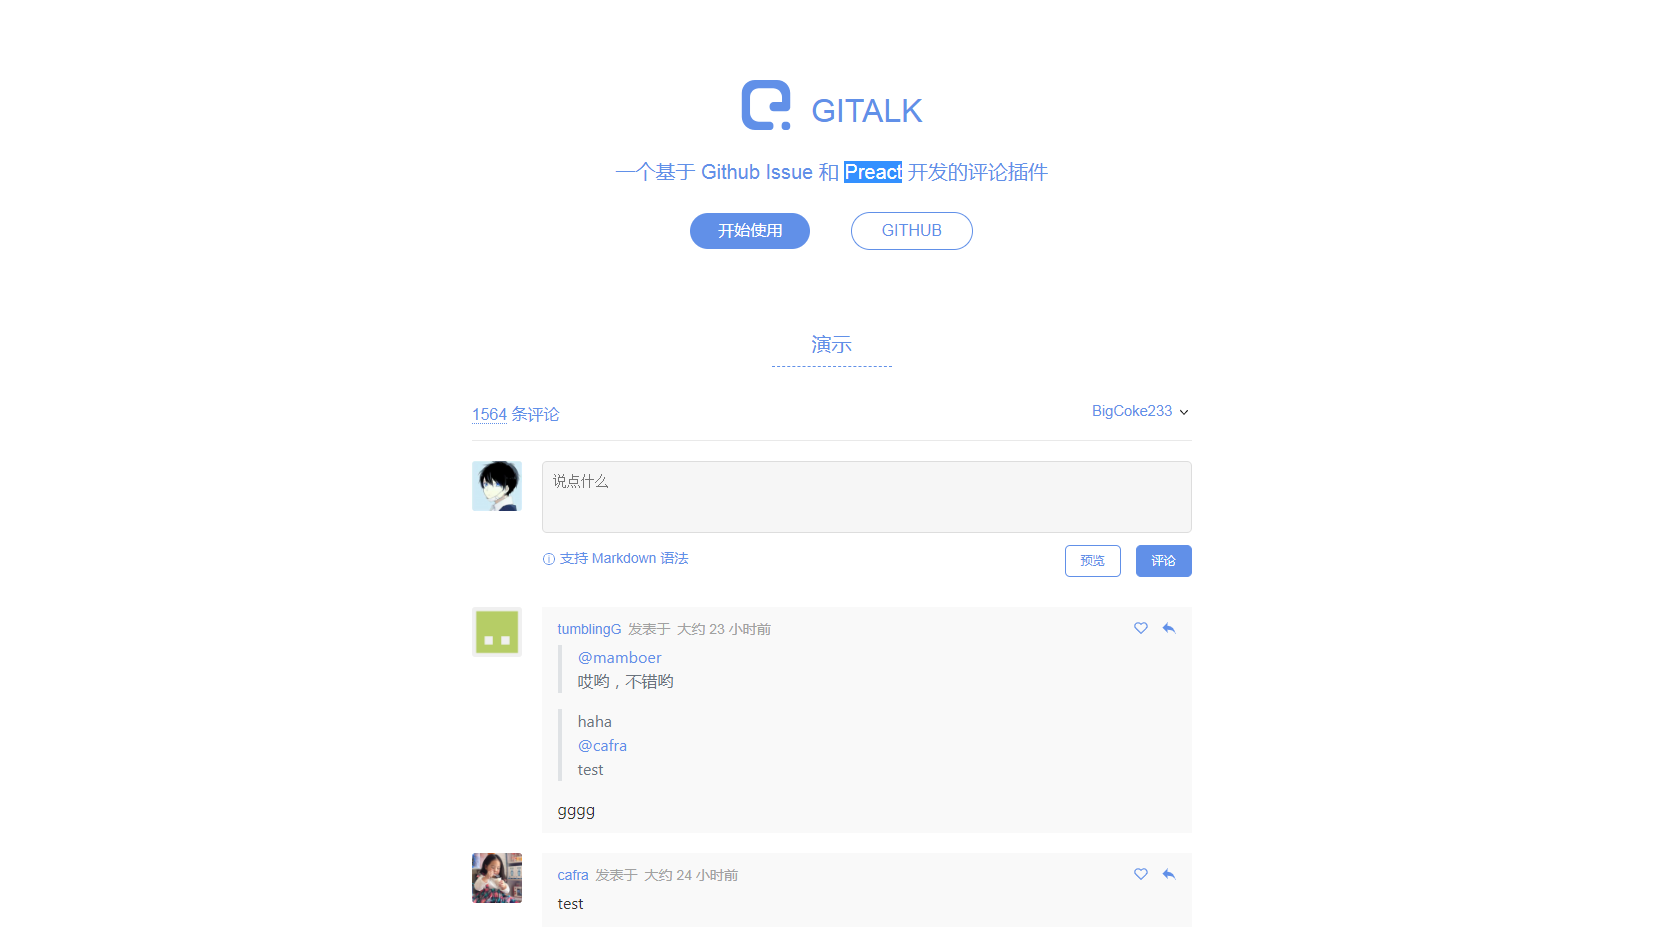 GITALK
一个基于 Github Issue 和 Preact 开发的评论插件
开始使用
GITHUB
演示
1564 条评论
BigCoke233
说点什么
支持 Markdown 语法
预览
评论
tumblingG 发表于 大约 23 小时前
@mamboer
哎哟，不错哟
haha
@cafra
test
gggg
cafra 发表于 大约 24 小时前
test